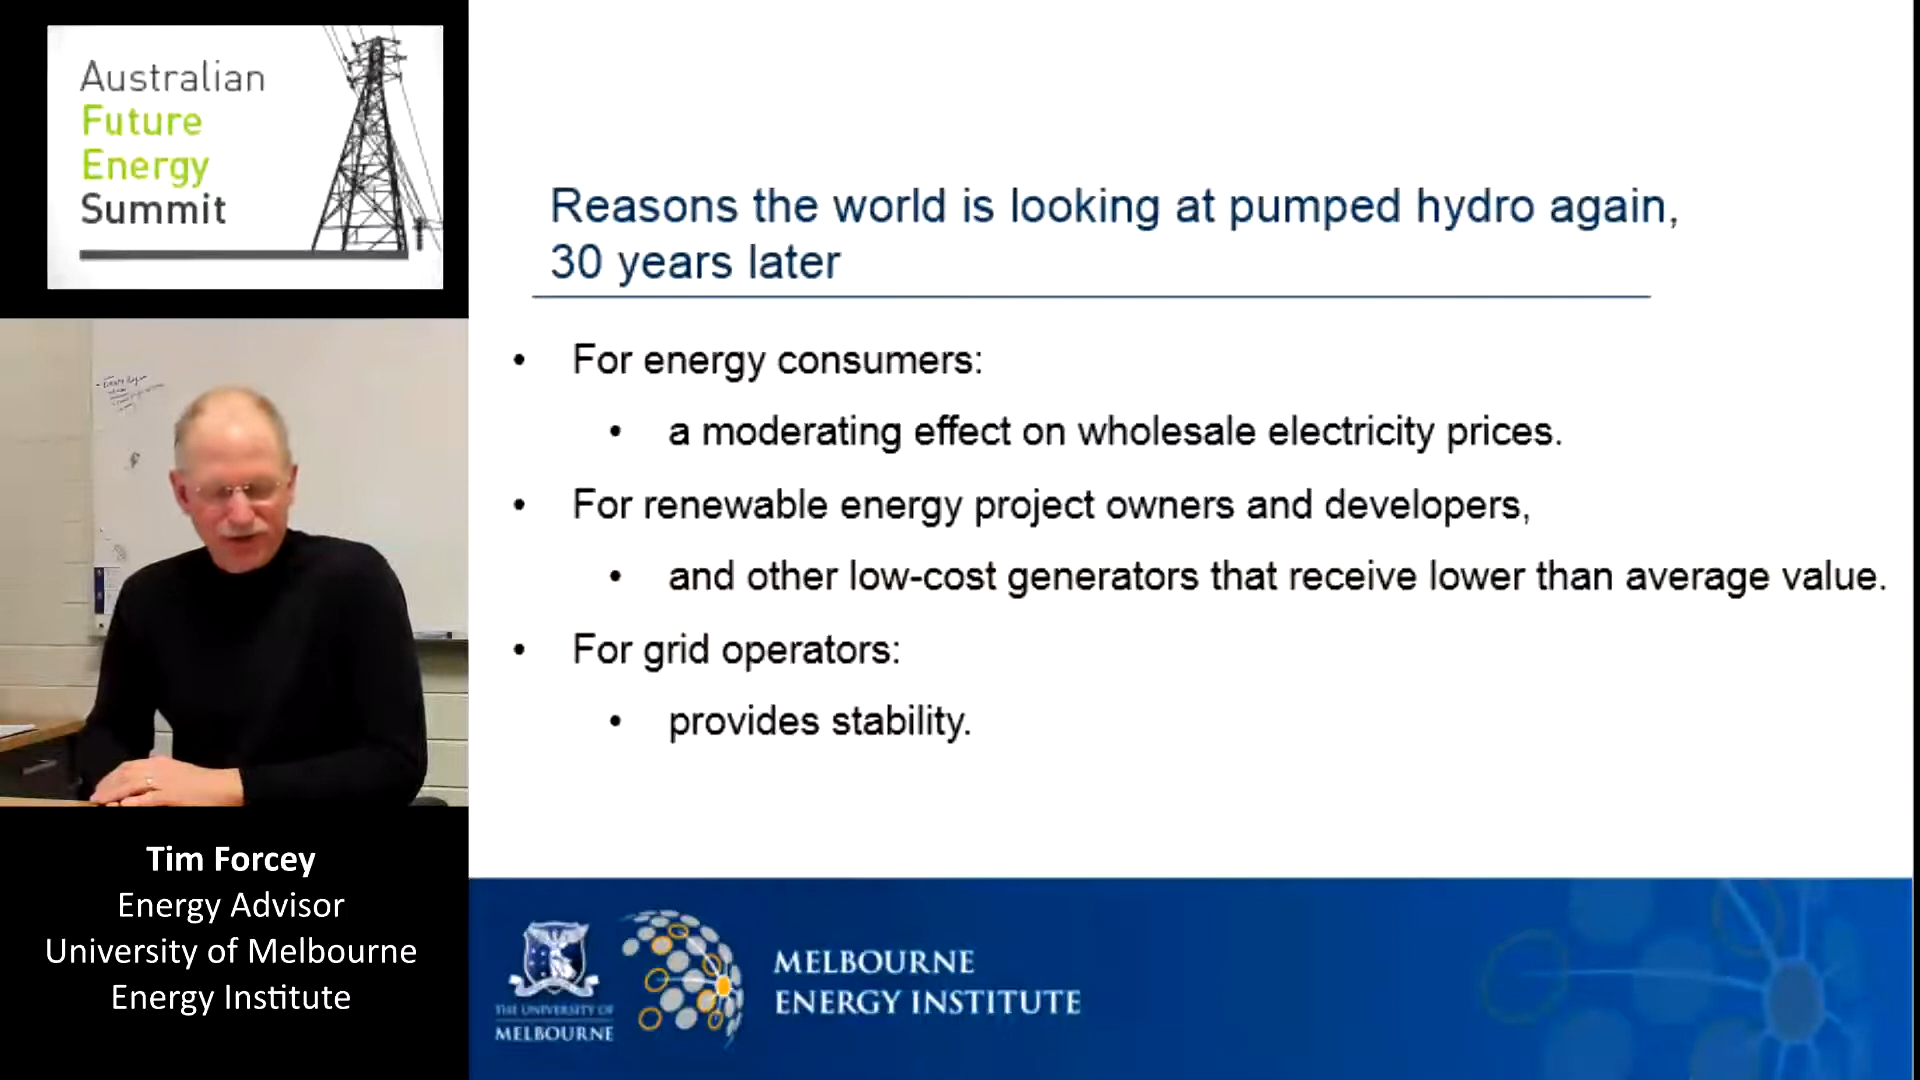 Australian
Future
Energy
Summit
Reasons the world is looking at pumped hydro again,
30 years later
• For energy consumers:
• a moderating effect on wholesale electricity prices.
• For renewable energy project owners and developers,
• and other low-cost generators that receive lower than average value.
• For grid operators:
• provides stability.
Tim Forcey
Energy Advisor
University of Melbourne
Energy Institute
THE UNIVERSITY OF
MELBOURNE
MELBOURNE
ENERGY INSTITUTE